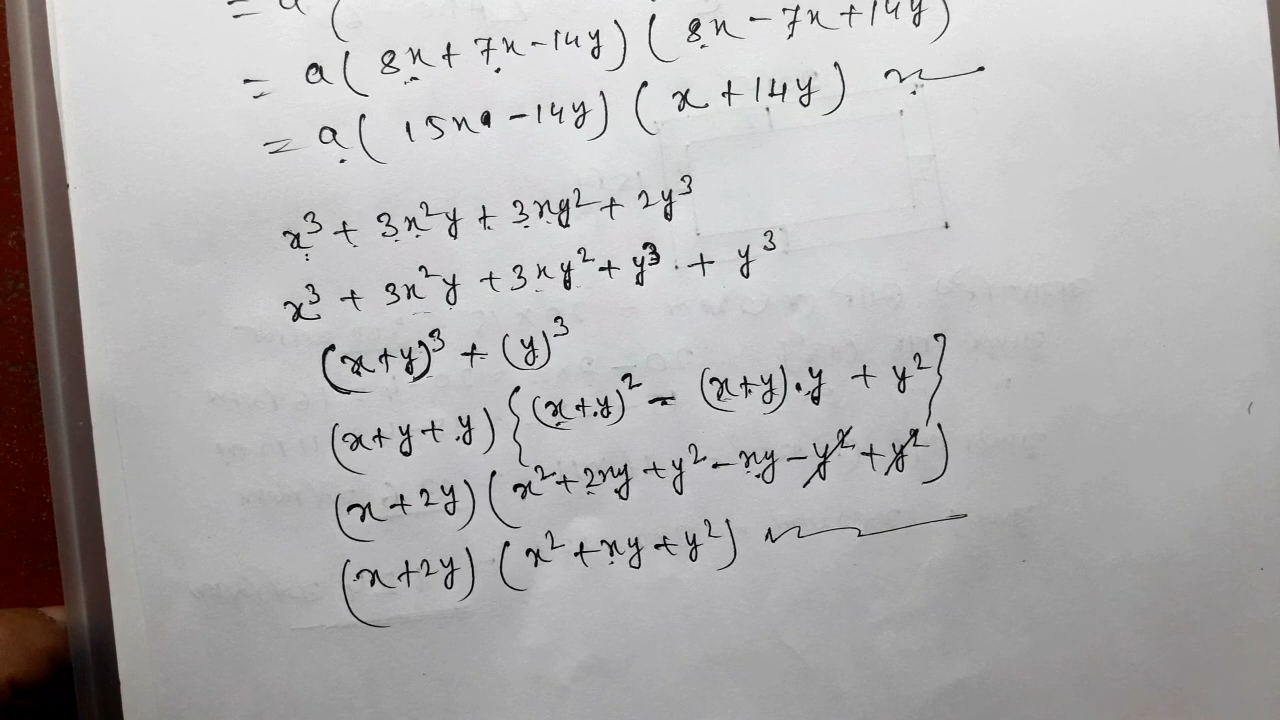 = a(
= a( 8x + 7x - 14y) ( 8x - 7x + 14y)
= a( 15x - 14y) ( x + 14y)
x³ + 3x²y + 3xy² + 2y³
x³ + 3x²y + 3xy² + y³ + y³
(x+y)³ + (y)³
(x+y+y) {(x+y)² - (x+y).y + y²}
(x+2y) (x²+2xy+y²-xy-y²+y²)
(x+2y) (x²+xy+y²)